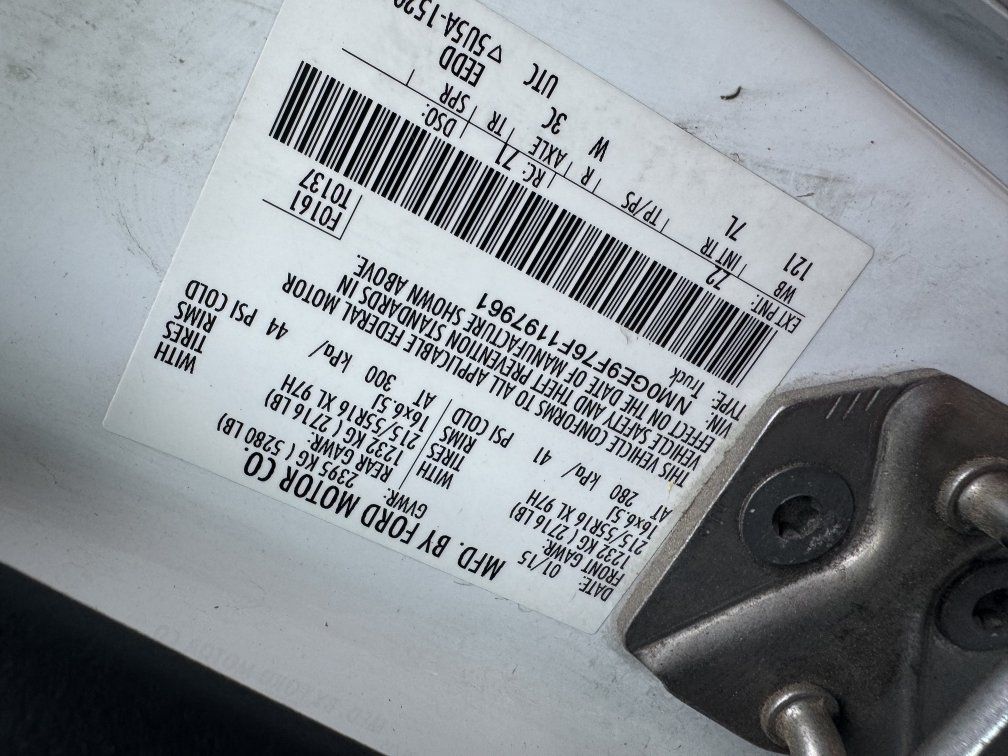 MFD. BY FORD MOTOR CO.
DATE: 01/15 GVWR: 2395 KG ( 5280 LB)
FRONT GAWR: REAR GAWR:
1232 KG ( 2716 LB) 1232 KG ( 2716 LB)
215/55R16 XL 97H WITH TIRES 215/55R16 XL 97H WITH TIRES
16x6.5J RIMS 16x6.5J RIMS
AT 280 kPa/ 41 PSI COLD AT 300 kPa/ 44 PSI COLD
THIS VEHICLE CONFORMS TO ALL APPLICABLE FEDERAL MOTOR
VEHICLE SAFETY AND THEFT PREVENTION STANDARDS IN
EFFECT ON THE DATE OF MANUFACTURE SHOWN ABOVE.
VIN: NM0GE9F76F1197961
TYPE: Truck
F0161
T0137
EXT PNT: RC: 71 DSO:
WB INT TR TP/PS R AXLE TR SPR
121 7L W 3C UTC EEDD
▽5U5A-1520